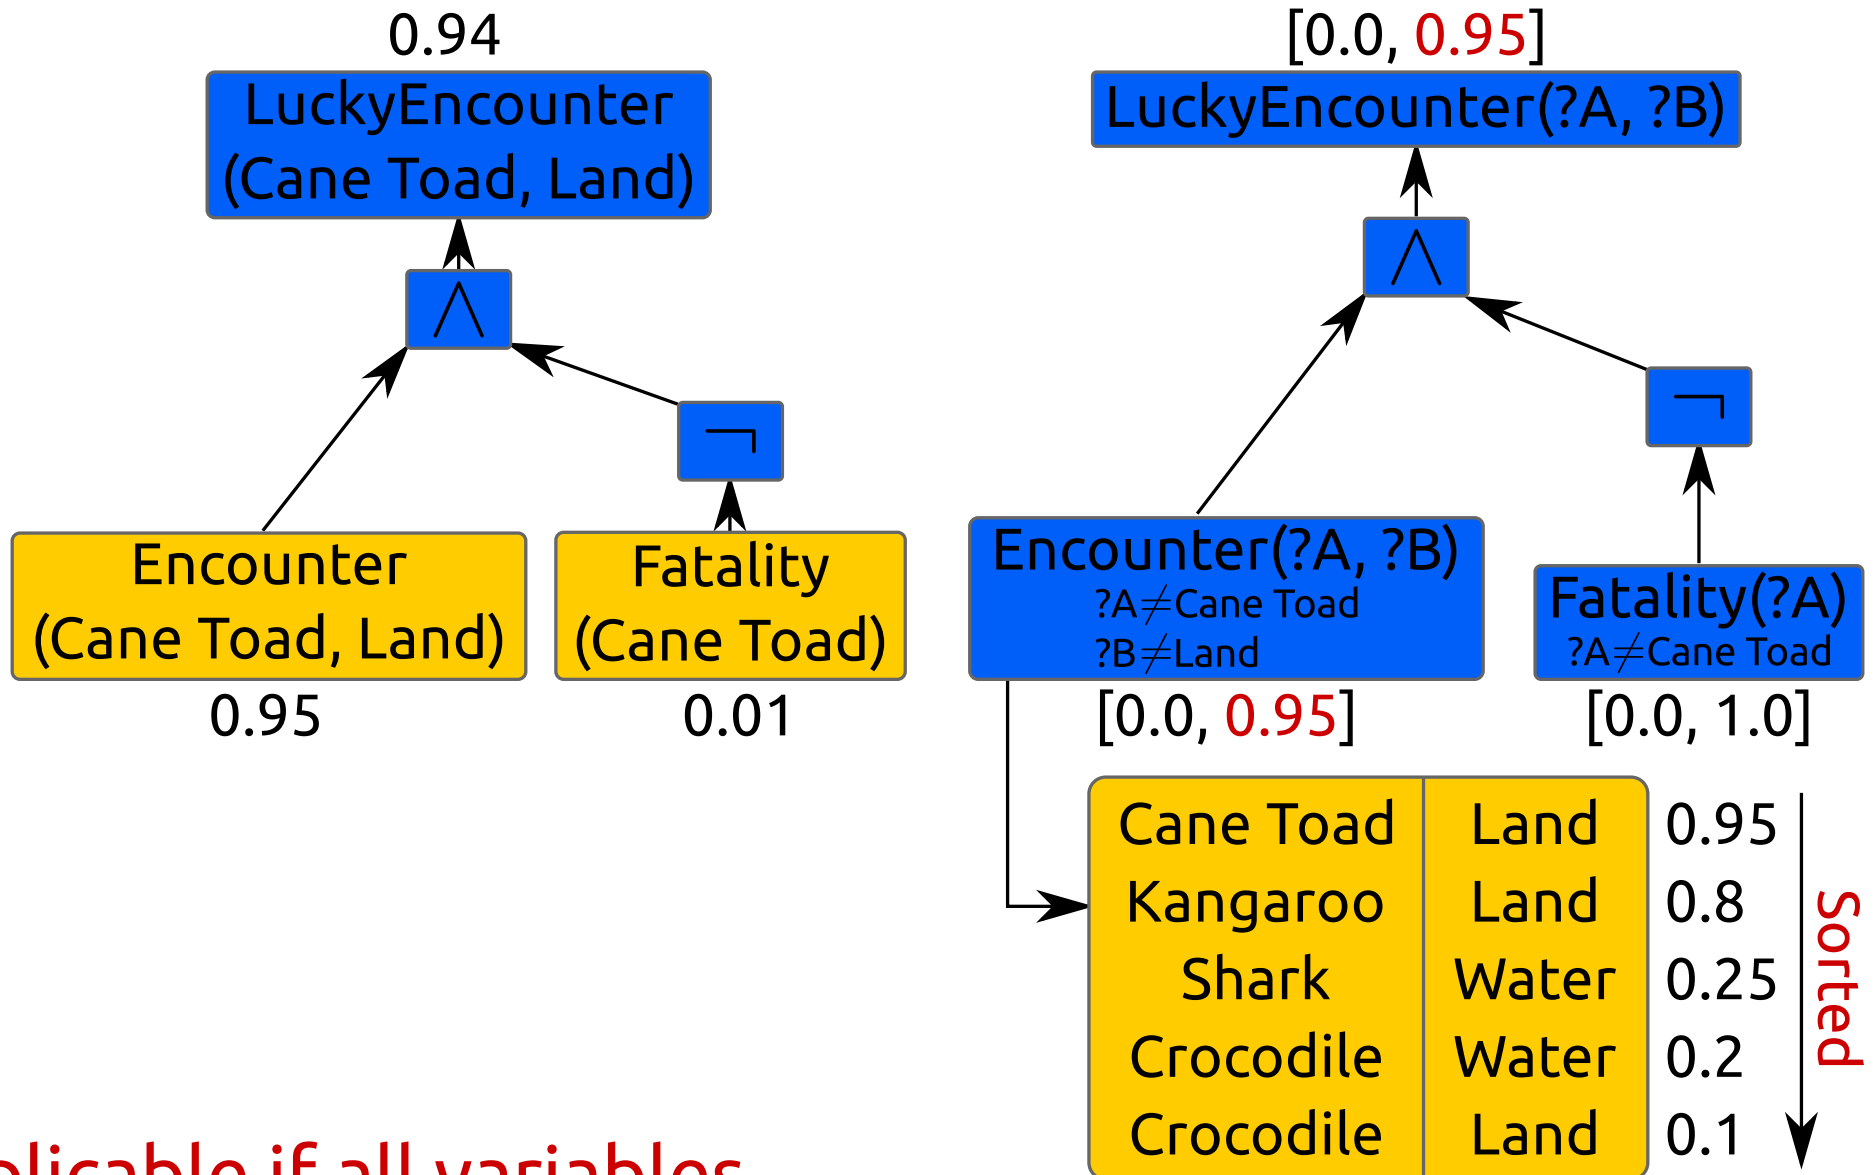 0.94
LuckyEncounter
(Cane Toad, Land)
∧
¬
Encounter
(Cane Toad, Land)
0.95
Fatality
(Cane Toad)
0.01
[0.0, 0.95]
LuckyEncounter(?A, ?B)
∧
¬
Encounter(?A, ?B)
?A≠Cane Toad
?B≠Land
[0.0, 0.95]
Fatality(?A)
?A≠Cane Toad
[0.0, 1.0]
Cane Toad Land 0.95
Kangaroo Land 0.8
Shark Water 0.25
Crocodile Water 0.2
Crocodile Land 0.1
Sorted
if all variables